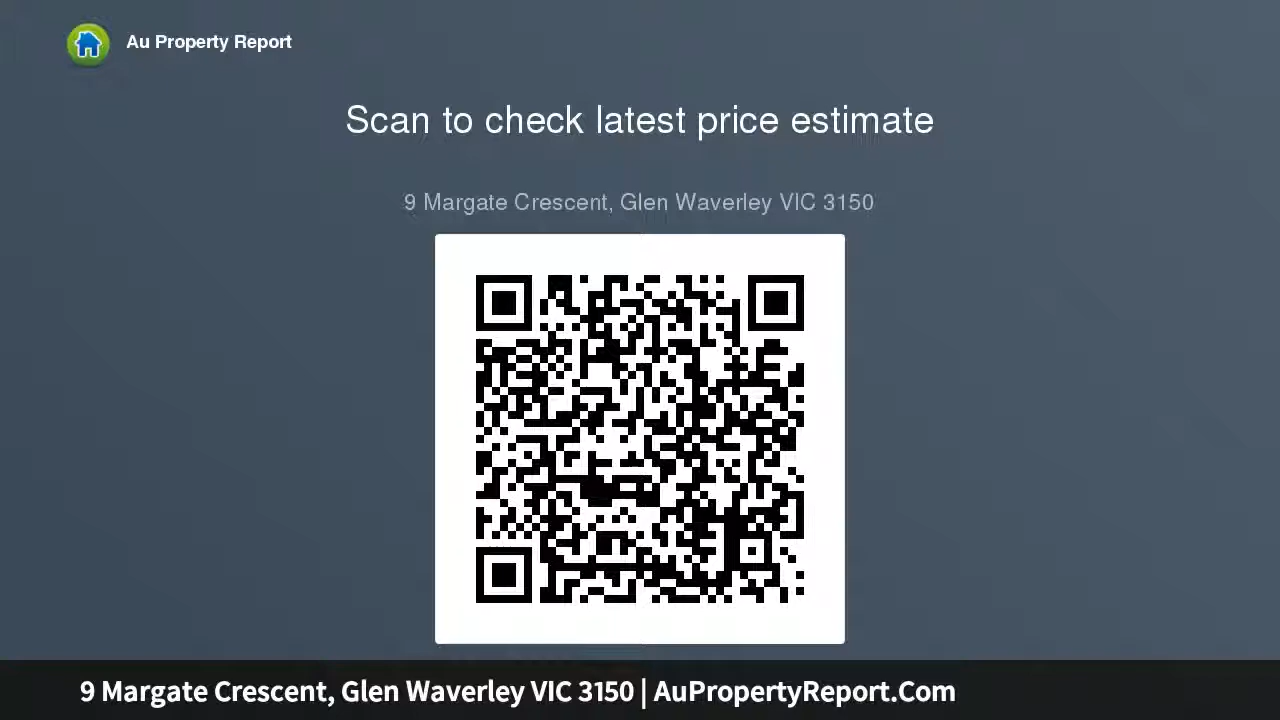 Au Property Report
Scan to check latest price estimate
9 Margate Crescent, Glen Waverley VIC 3150
9 Margate Crescent, Glen Waverley VIC 3150 | AuPropertyReport.Com